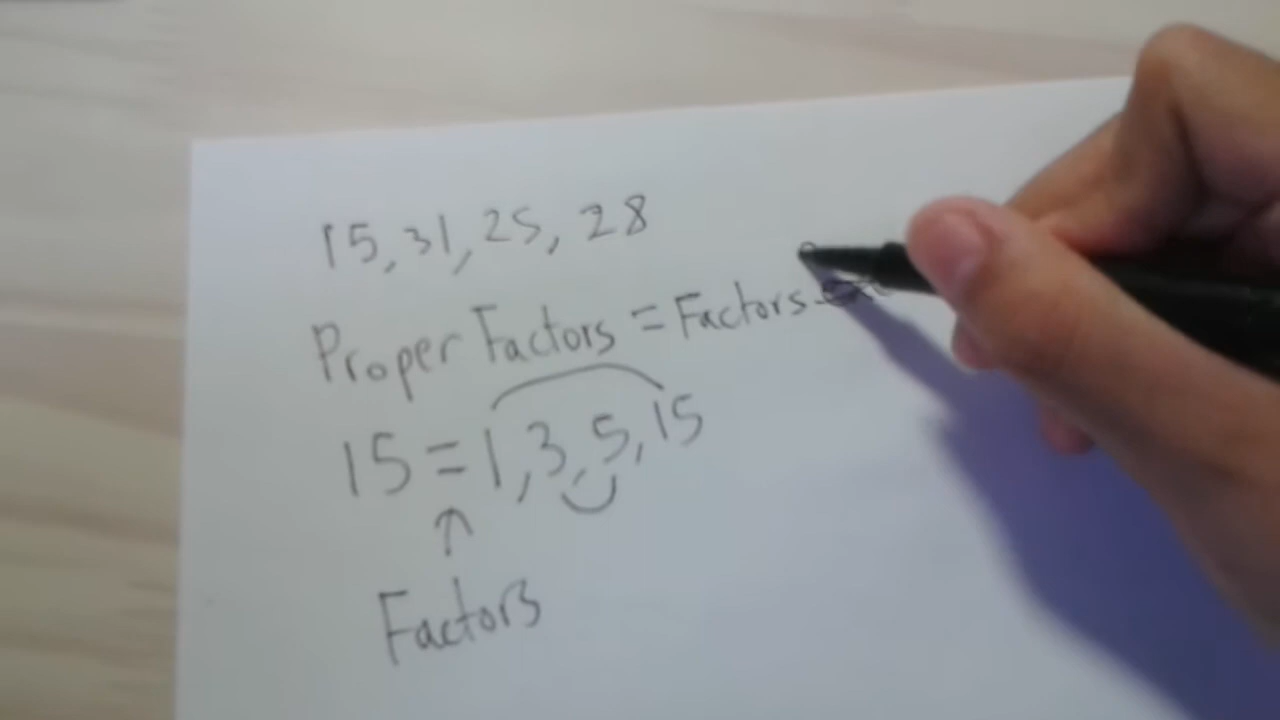 15, 31, 25, 28
Proper Factors = Factors
15 = 1, 3, 5, 15
Factors